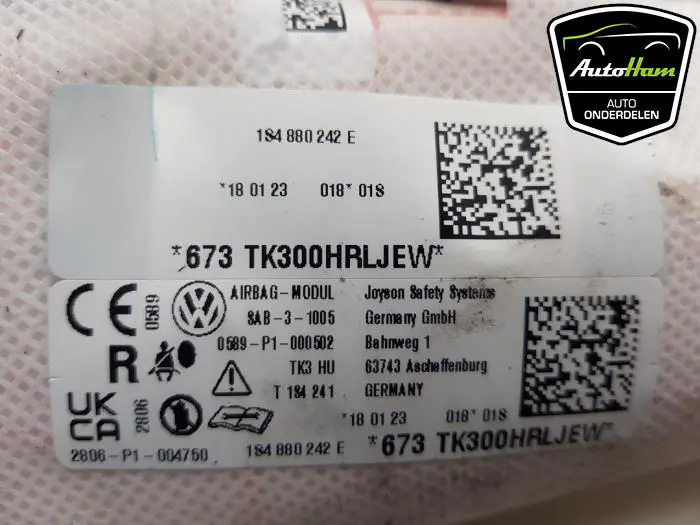 AutoHam
AUTO
ONDERDELEN
1S4 880 242 E
*18 01 23 018* 01S
*673 TK300HRLJEW*
CE 0589
AIRBAG-MODUL
SAB-3-1005
0589-P1-000502
TK3 HU
T 184 241
R
Joyson Safety Systems
Germany GmbH
Bahnweg 1
63743 Aschaffenburg
GERMANY
UK
CA 2806
2806-P1-004750
1S4 880 242 E
*18 01 23 018* 01S
*673 TK300HRLJEW*